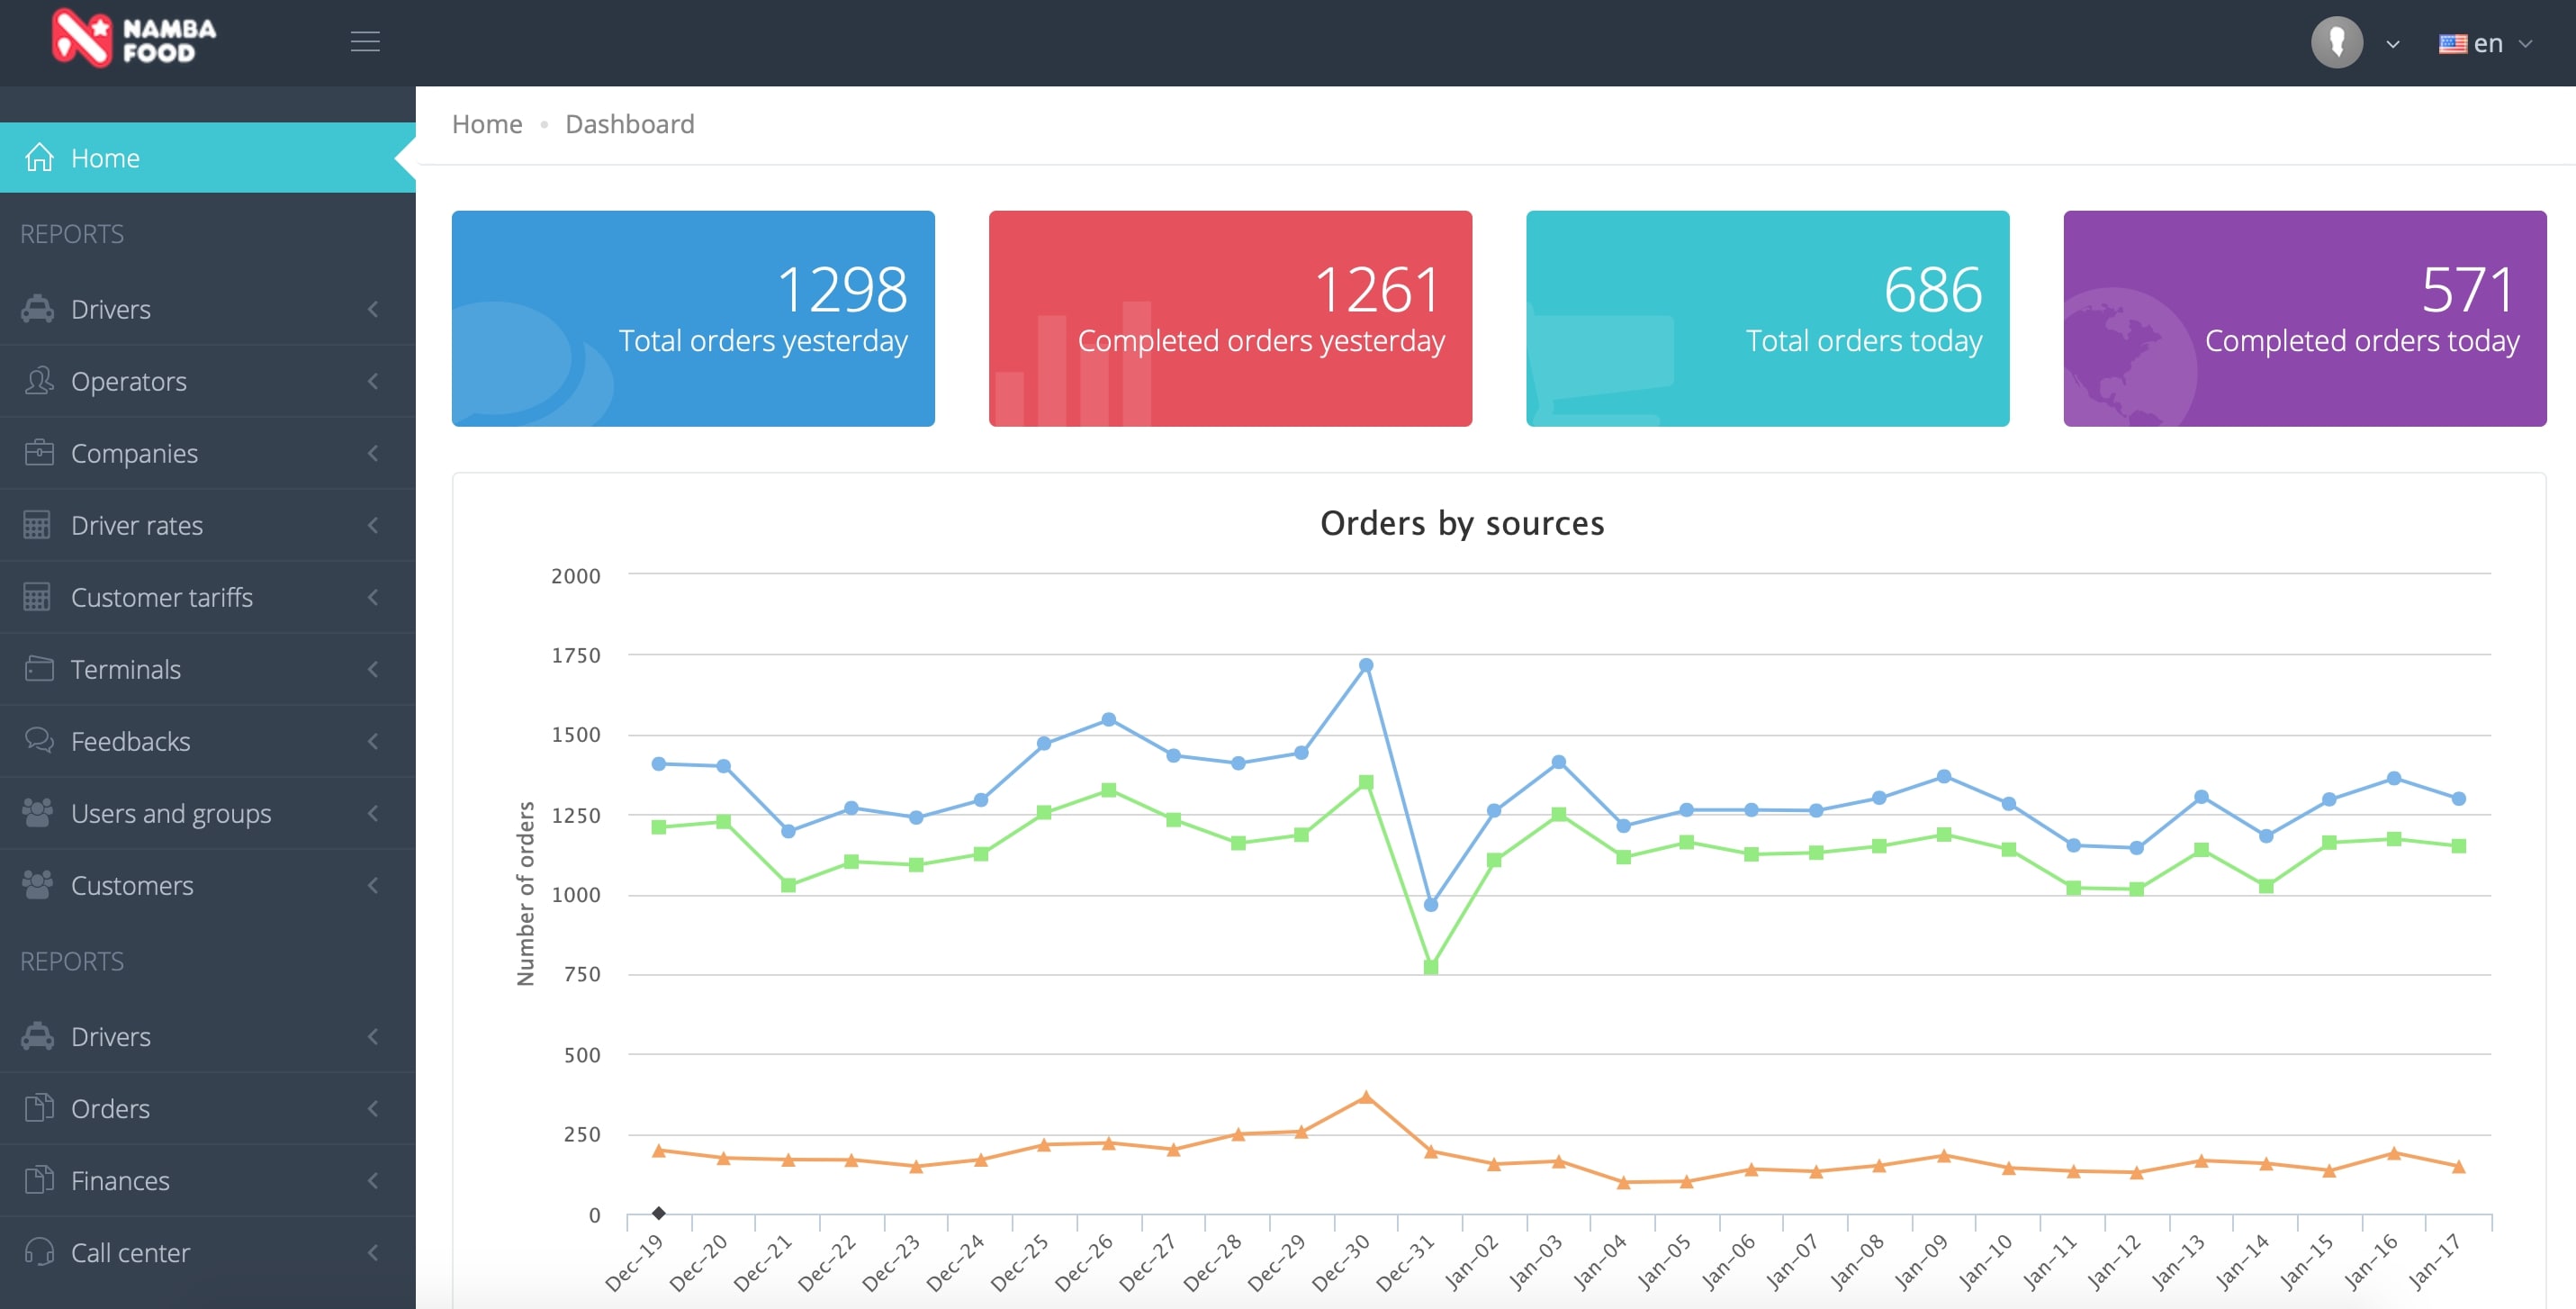 NAMBA
FOOD
en
Home
REPORTS
Drivers
Operators
Companies
Driver rates
Customer tariffs
Terminals
Feedbacks
Users and groups
Customers
REPORTS
Drivers
Orders
Finances
Call center
Home • Dashboard
1298
Total orders yesterday
1261
Completed orders yesterday
686
Total orders today
571
Completed orders today
Orders by sources
Number of orders
2000
1750
1500
1250
1000
750
500
250
0
Dec-19
Dec-20
Dec-21
Dec-22
Dec-23
Dec-24
Dec-25
Dec-26
Dec-27
Dec-28
Dec-29
Dec-30
Dec-31
Jan-02
Jan-03
Jan-04
Jan-05
Jan-06
Jan-07
Jan-08
Jan-09
Jan-10
Jan-11
Jan-12
Jan-13
Jan-14
Jan-15
Jan-16
Jan-17